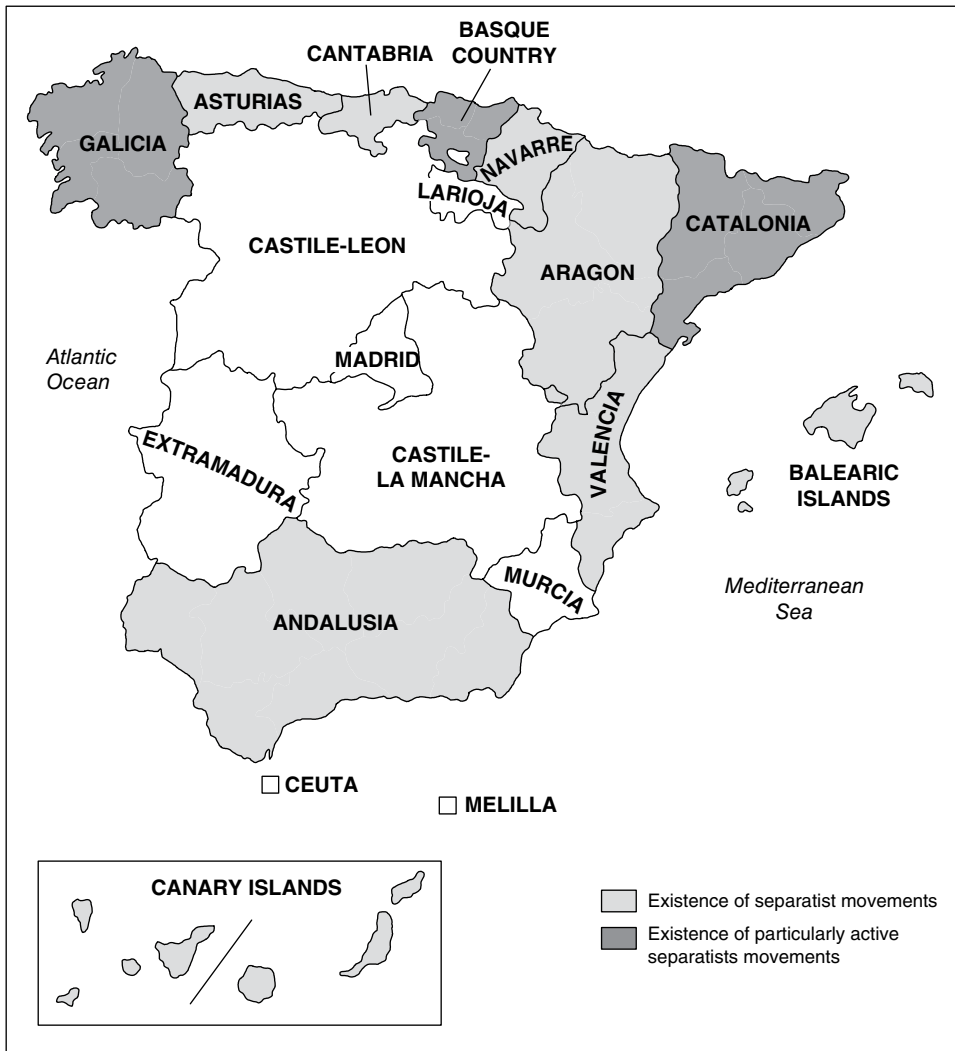 BASQUE
COUNTRY
CANTABRIA
ASTURIAS
GALICIA
NAVARRE
LARIOJA
CATALONIA
CASTILE-LEON
ARAGON
Atlantic
Ocean
MADRID
VALENCIA
EXTRAMADURA
CASTILE-
LA MANCHA
BALEARIC
ISLANDS
MURCIA
Mediterranean
Sea
ANDALUSIA
CEUTA
MELILLA
CANARY ISLANDS
Existence of separatist movements
Existence of particularly active
separatists movements